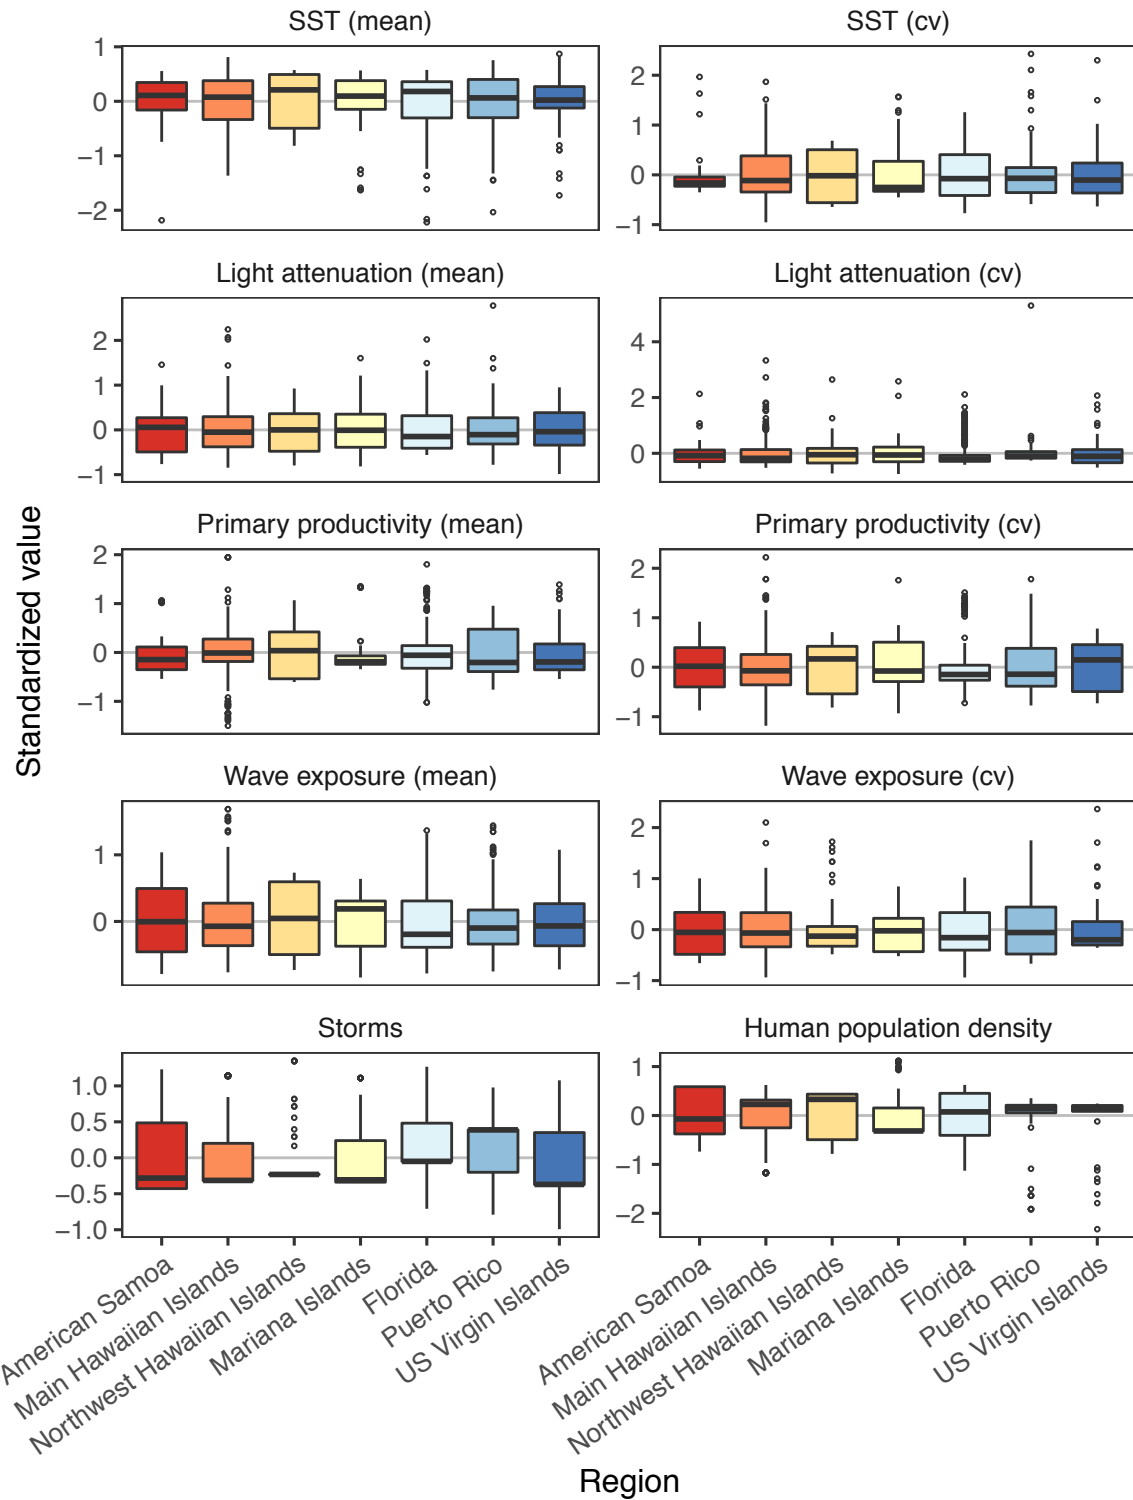 SST (mean)
SST (cv)
1
0
−1
−2
2
1
0
−1
Light attenuation (mean)
Light attenuation (cv)
2
1
0
−1
4
2
0
Primary productivity (mean)
Primary productivity (cv)
2
1
0
−1
2
1
0
−1
Standardized value
Wave exposure (mean)
Wave exposure (cv)
1
0
2
1
0
−1
Storms
Human population density
1.0
0.5
0.0
−0.5
−1.0
1
0
−1
−2
American Samoa
Main Hawaiian Islands
Northwest Hawaiian Islands
Mariana Islands
Florida
Puerto Rico
US Virgin Islands
American Samoa
Main Hawaiian Islands
Northwest Hawaiian Islands
Mariana Islands
Florida
Puerto Rico
US Virgin Islands
Region